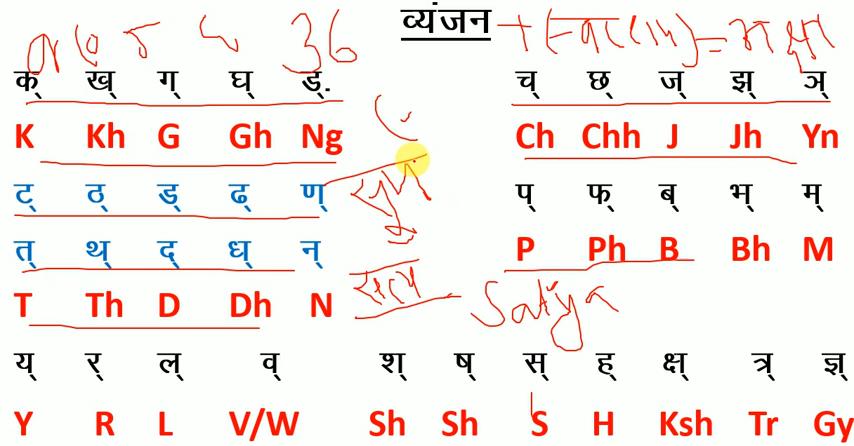 व्यंजन
36
क् ख् ग् घ् ङ्. च् छ् ज् झ् ञ्
K Kh G Gh Ng Ch Chh J Jh Yn
ट् ठ् ड् ढ् ण् प् फ् ब् भ् म्
त् थ् द् ध् न् P Ph B Bh M
T Th D Dh N सत्य Satya
य् र् ल् व् श् ष् स् ह् क्ष् त्र् ज्ञ्
Y R L V/W Sh Sh S H Ksh Tr Gy